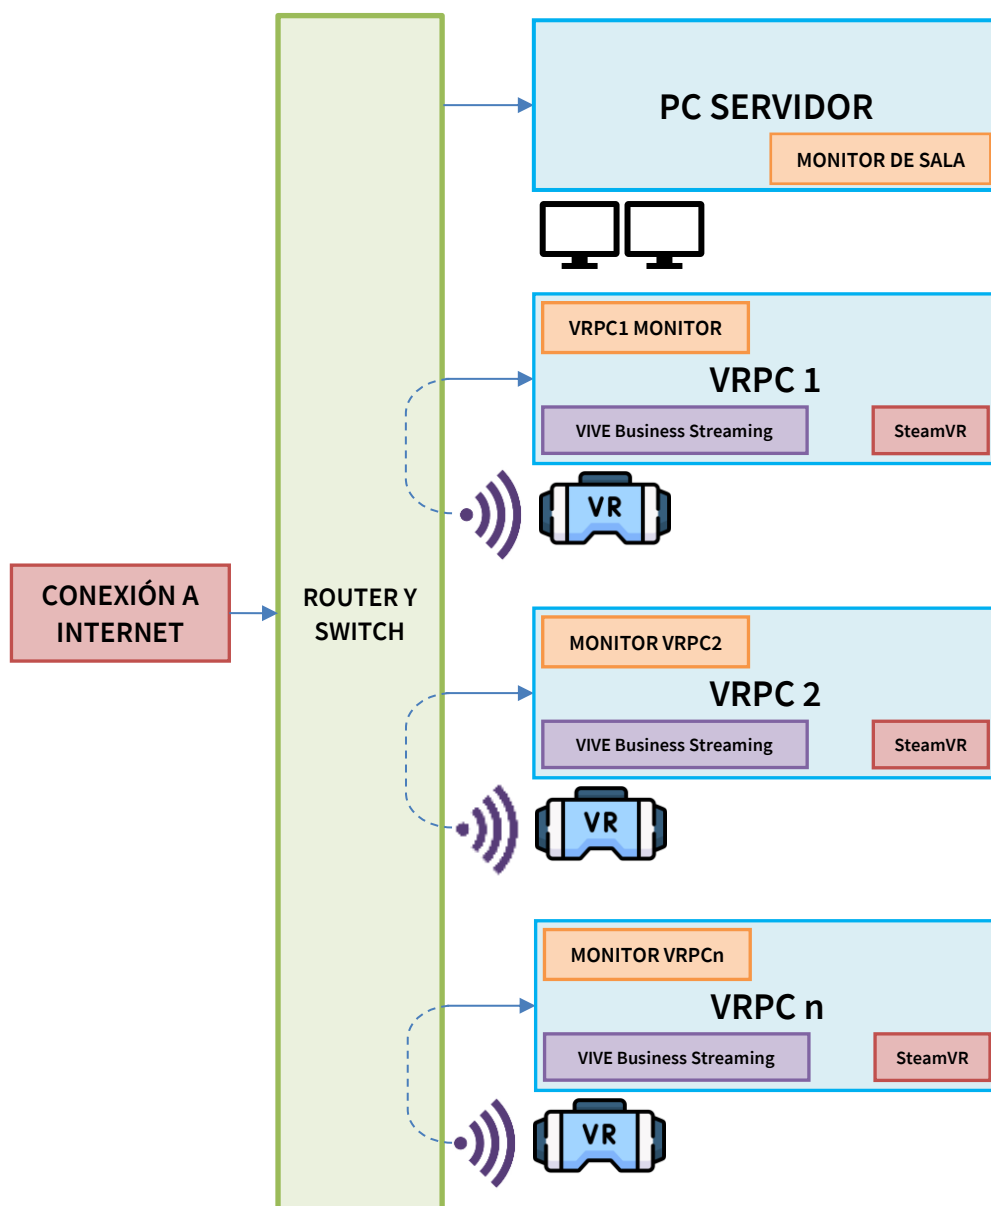 PC SERVIDOR
MONITOR DE SALA
VRPC1 MONITOR
VRPC 1
VIVE Business Streaming
SteamVR
VR
CONEXIÓN A
INTERNET
ROUTER Y
SWITCH
MONITOR VRPC2
VRPC 2
VIVE Business Streaming
SteamVR
VR
MONITOR VRPCn
VRPC n
VIVE Business Streaming
SteamVR
VR